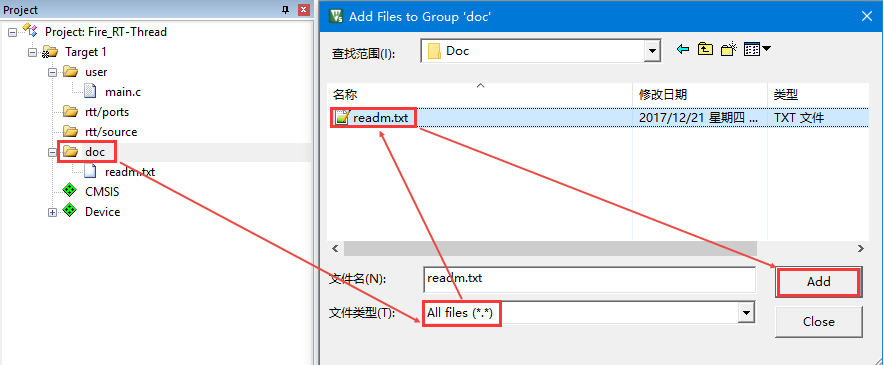 Project
Project: Fire_RT-Thread
Target 1
user
main.c
rtt/ports
rtt/source
doc
readm.txt
CMSIS
Device
Add Files to Group 'doc'
查找范围(I):
Doc
名称
修改日期
类型
readm.txt
2017/12/21 星期四 ...
TXT 文件
文件名(N):
readm.txt
Add
文件类型(T):
All files (*.*)
Close